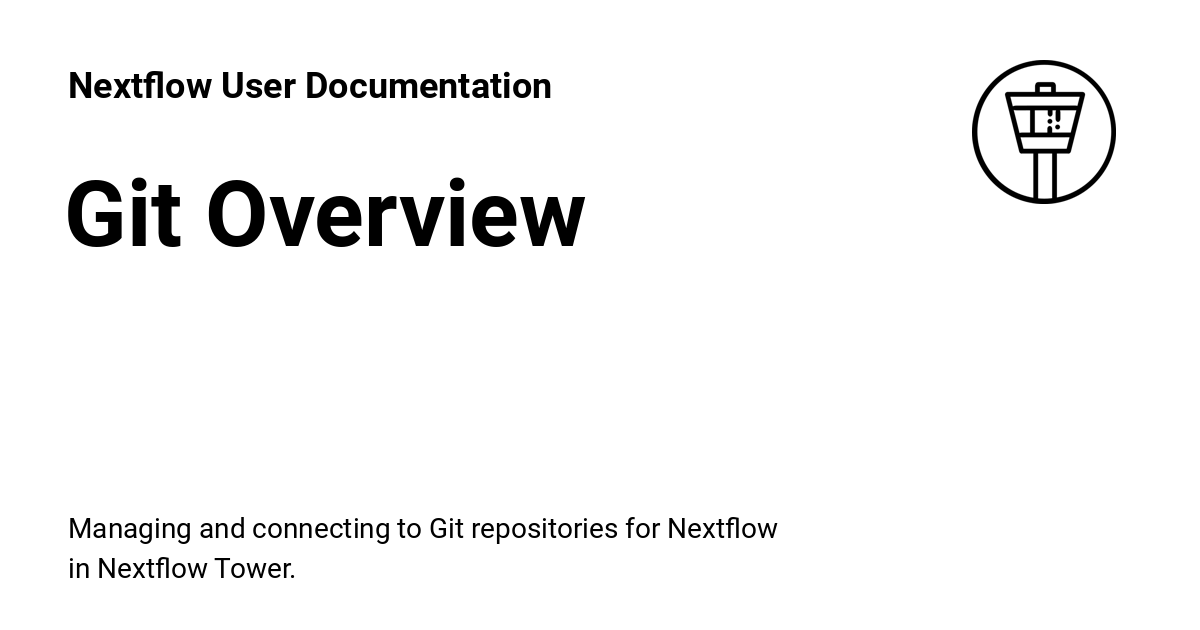 Nextflow User Documentation
Git Overview
Managing and connecting to Git repositories for Nextflow
in Nextflow Tower.